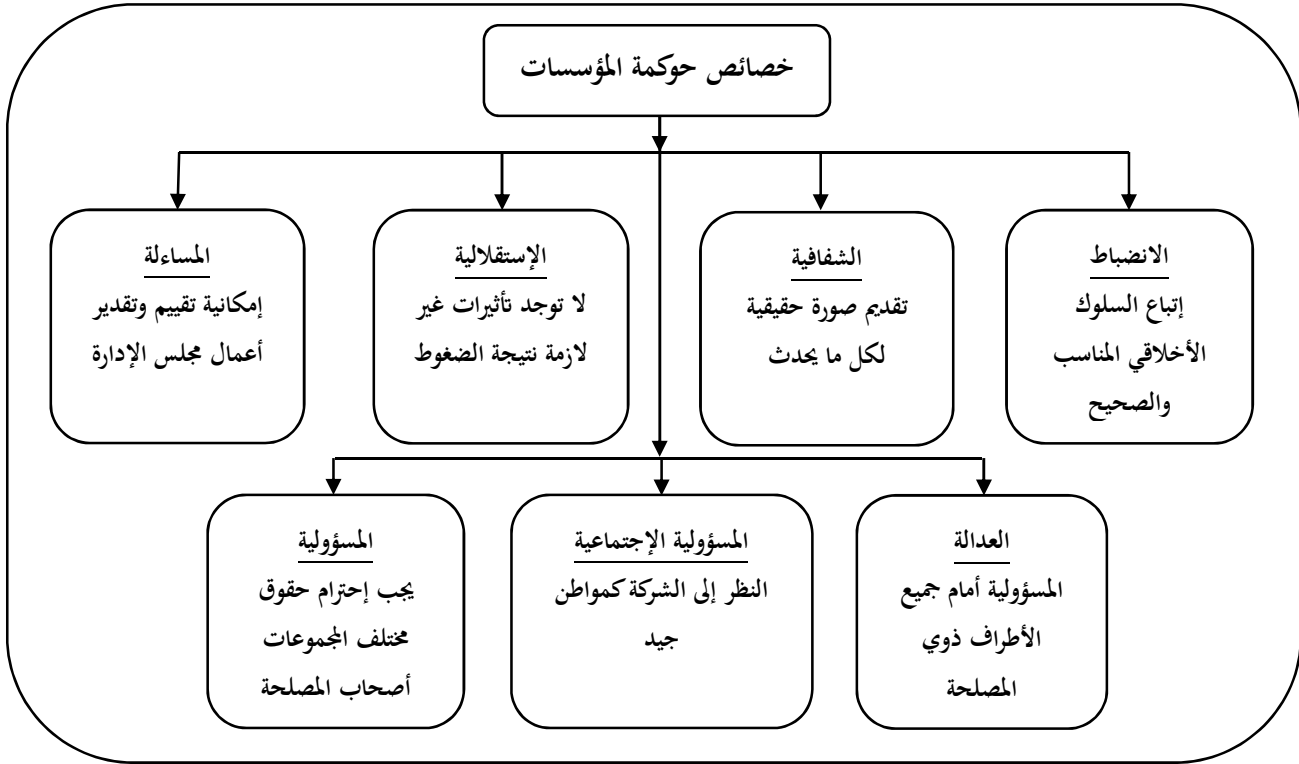 خصائص حوكمة المؤسسات
الانضباط
إتباع السلوك
الأخلاقي المناسب
والصحيح
الشفافية
تقديم صورة حقيقية
لكل ما يحدث
الإستقلالية
لا توجد تأثيرات غير
لازمة نتيجة الضغوط
المساءلة
إمكانية تقييم وتقدير
أعمال مجلس الإدارة
العدالة
المسؤولية أمام جميع
الأطراف ذوي
المصلحة
المسؤولية الإجتماعية
النظر إلى الشركة كمواطن
جيد
المسؤولية
يجب إحترام حقوق
مختلف المجموعات
أصحاب المصلحة